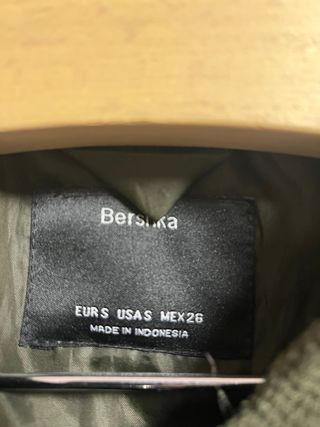 Bershka
EUR S USA S MEX 26
MADE IN INDONESIA